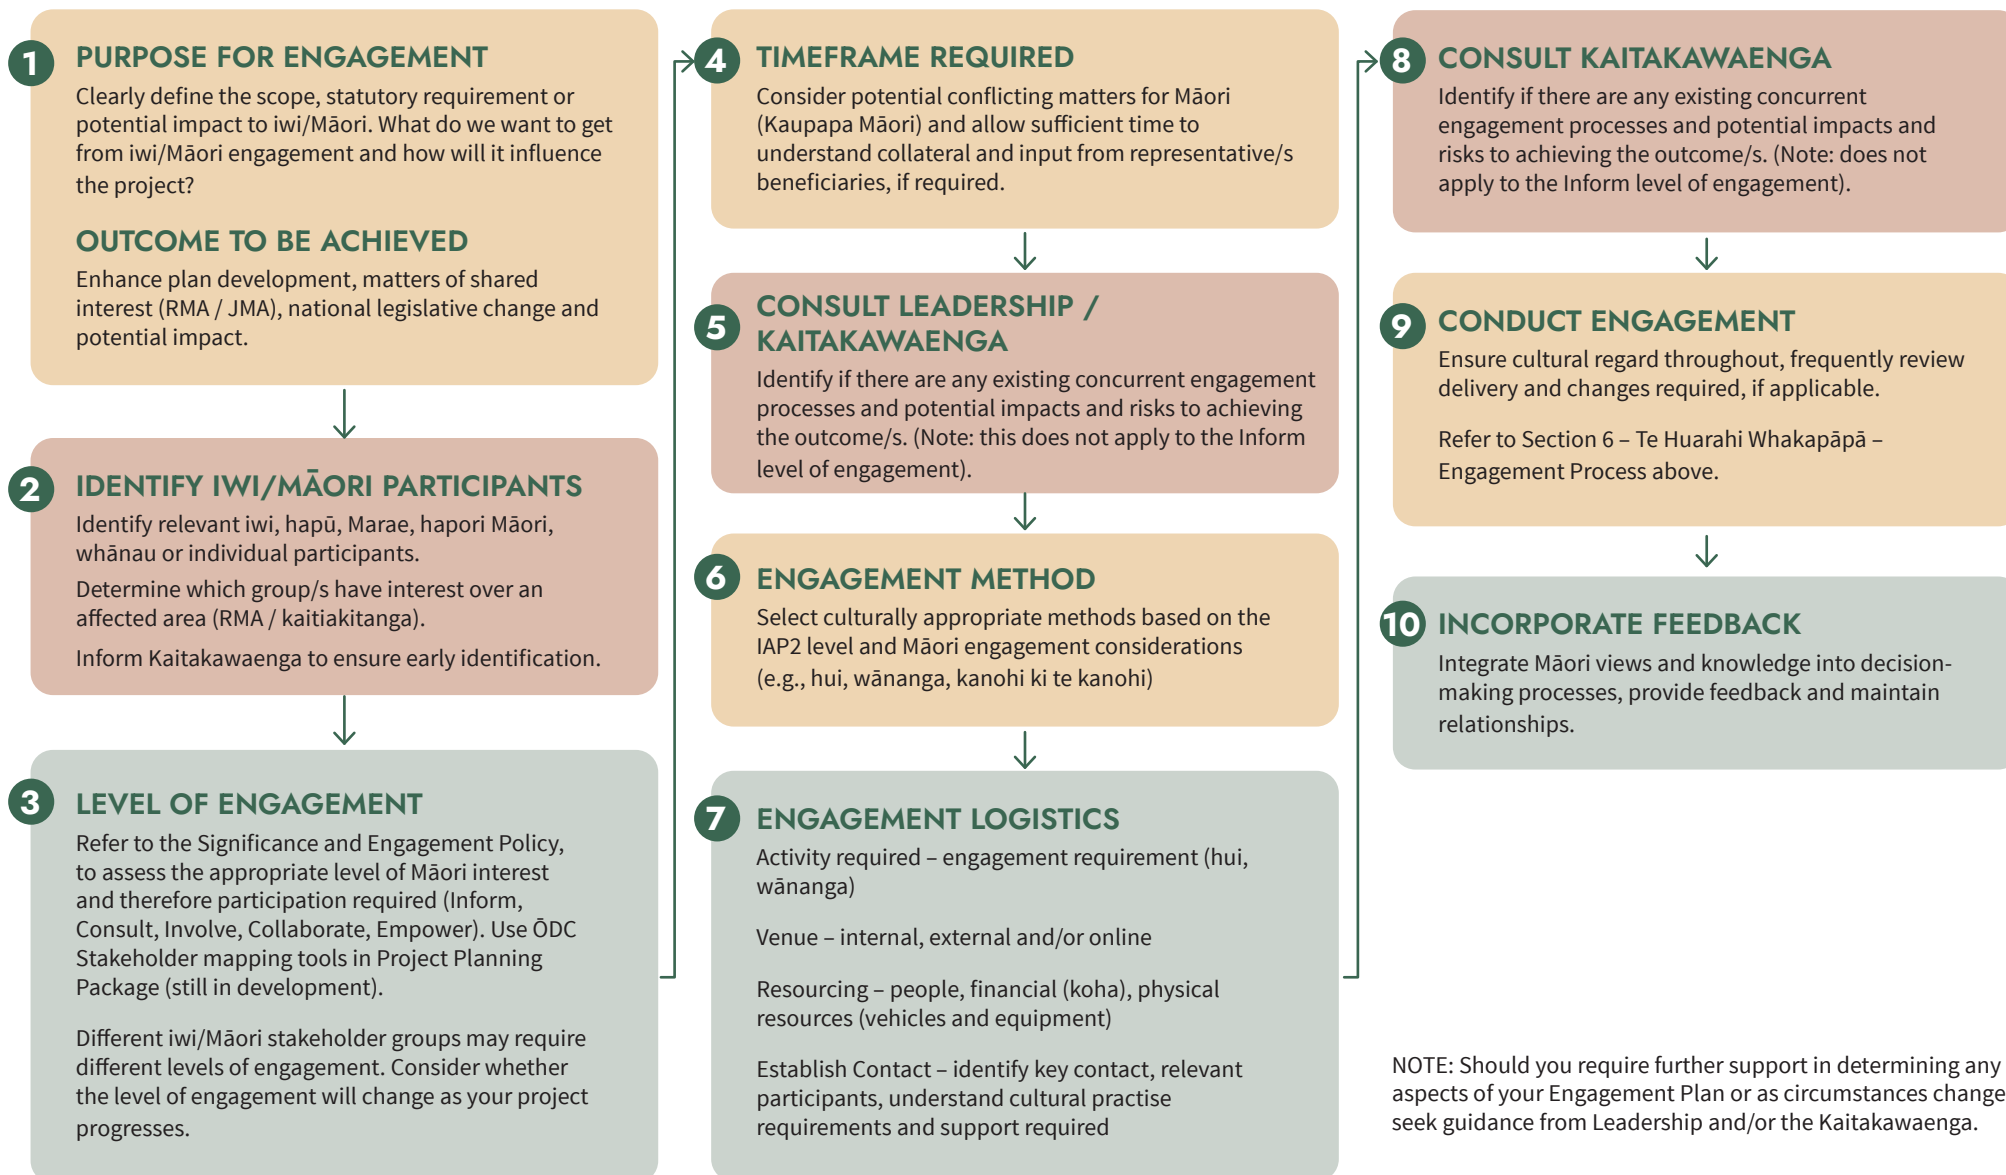 1
PURPOSE FOR ENGAGEMENT
Clearly define the scope, statutory requirement or
potential impact to iwi/Māori. What do we want to get
from iwi/Māori engagement and how will it influence
the project?
OUTCOME TO BE ACHIEVED
Enhance plan development, matters of shared
interest (RMA / JMA), national legislative change and
potential impact.
2
IDENTIFY IWI/MĀORI PARTICIPANTS
Identify relevant iwi, hapū, Marae, hapori Māori,
whānau or individual participants.
Determine which group/s have interest over an
affected area (RMA / kaitiakitanga).
Inform Kaitakawaenga to ensure early identification.
3
LEVEL OF ENGAGEMENT
Refer to the Significance and Engagement Policy,
to assess the appropriate level of Māori interest
and therefore participation required (Inform,
Consult, Involve, Collaborate, Empower). Use ŌDC
Stakeholder mapping tools in Project Planning
Package (still in development).
Different iwi/Māori stakeholder groups may require
different levels of engagement. Consider whether
the level of engagement will change as your project
progresses.
4
TIMEFRAME REQUIRED
Consider potential conflicting matters for Māori
(Kaupapa Māori) and allow sufficient time to
understand collateral and input from representative/s
beneficiaries, if required.
5
CONSULT LEADERSHIP /
KAITAKAWAENGA
Identify if there are any existing concurrent engagement
processes and potential impacts and risks to achieving
the outcome/s. (Note: this does not apply to the Inform
level of engagement).
6
ENGAGEMENT METHOD
Select culturally appropriate methods based on the
IAP2 level and Māori engagement considerations
(e.g., hui, wānanga, kanohi ki te kanohi)
7
ENGAGEMENT LOGISTICS
Activity required – engagement requirement (hui,
wānanga)
Venue – internal, external and/or online
Resourcing – people, financial (koha), physical
resources (vehicles and equipment)
Establish Contact – identify key contact, relevant
participants, understand cultural practise
requirements and support required
8
CONSULT KAITAKAWAENGA
Identify if there are any existing concurrent
engagement processes and potential impacts and
risks to achieving the outcome/s. (Note: does not
apply to the Inform level of engagement).
9
CONDUCT ENGAGEMENT
Ensure cultural regard throughout, frequently review
delivery and changes required, if applicable.
Refer to Section 6 – Te Huarahi Whakapāpā –
Engagement Process above.
10
INCORPORATE FEEDBACK
Integrate Māori views and knowledge into decision-
making processes, provide feedback and maintain
relationships.
NOTE: Should you require further support in determining any
aspects of your Engagement Plan or as circumstances change
seek guidance from Leadership and/or the Kaitakawaenga.